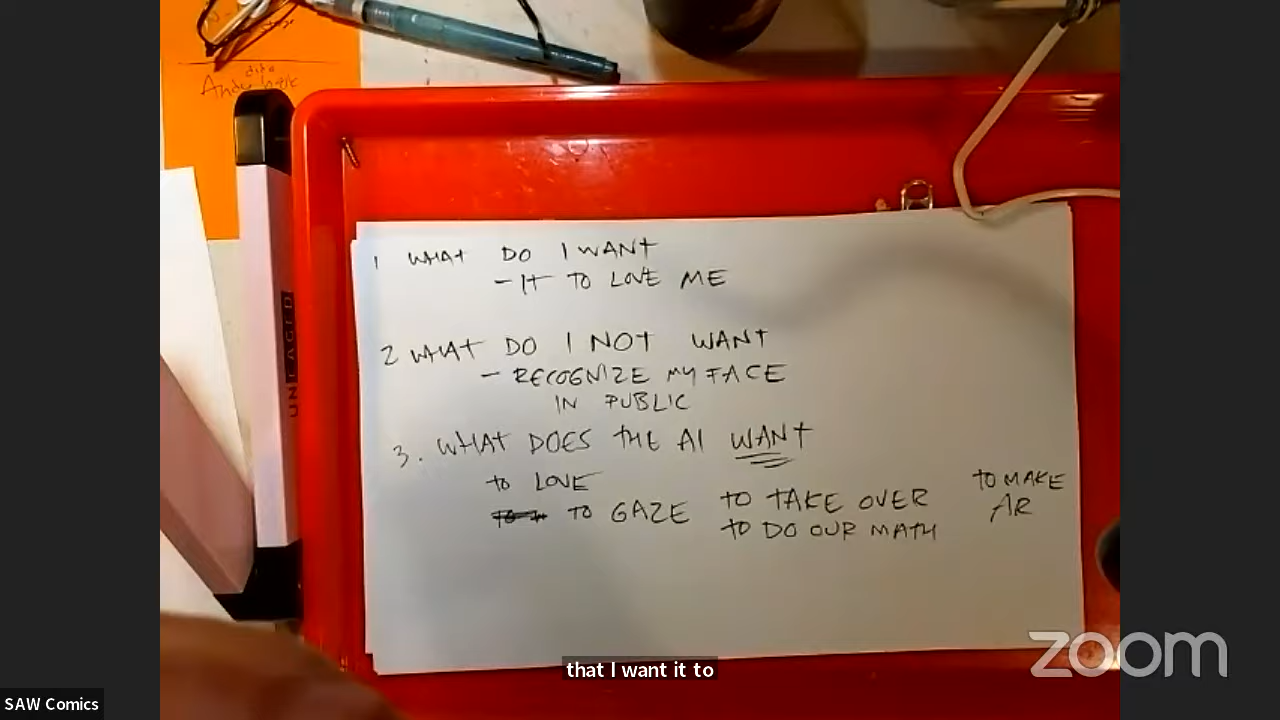 Andy
UNCAGED
1 WHAT DO I WANT
- IT TO LOVE ME
2 WHAT DO I NOT WANT
- RECOGNIZE MY FACE
IN PUBLIC
3. WHAT DOES THE AI WANT
to LOVE
TO GAZE TO TAKE OVER TO MAKE
to DO OUR MATH AR
that I want it to
zoom
SAW Comics